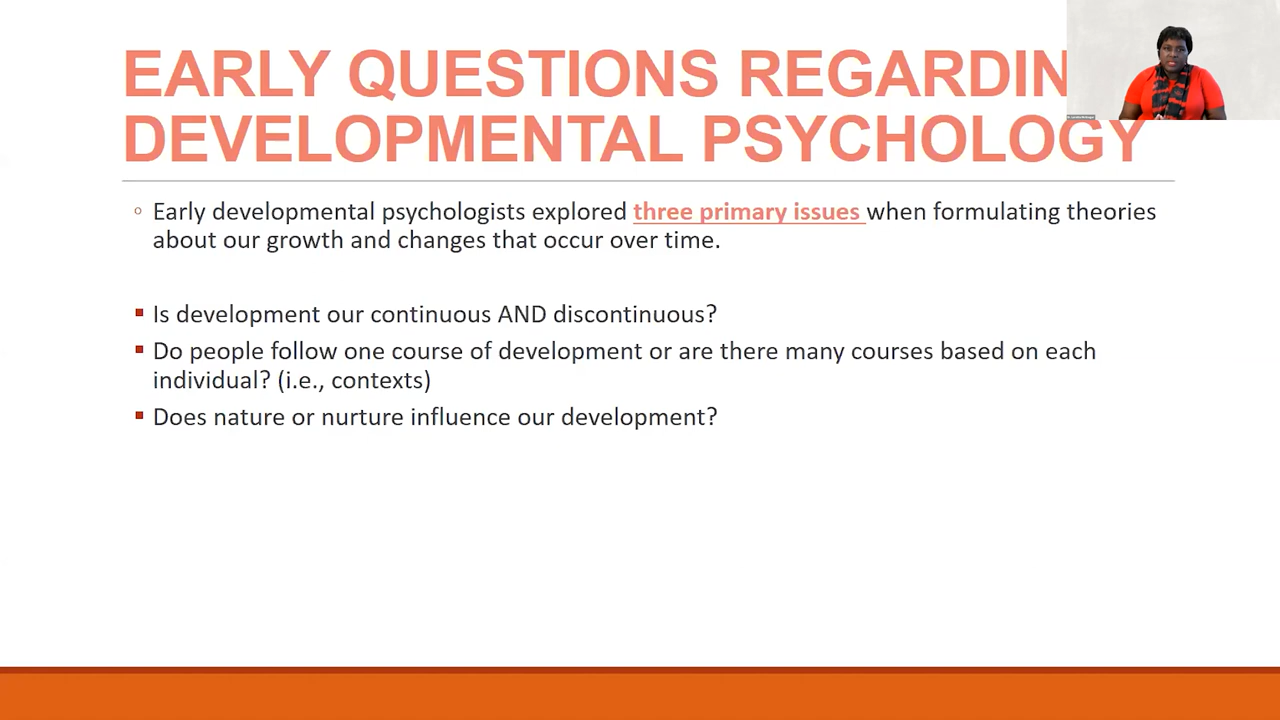 EARLY QUESTIONS REGARDIN
DEVELOPMENTAL PSYCHOLOGY
Early developmental psychologists explored three primary issues when formulating theories
about our growth and changes that occur over time.
Is development our continuous AND discontinuous?
Do people follow one course of development or are there many courses based on each
individual? (i.e., contexts)
Does nature or nurture influence our development?